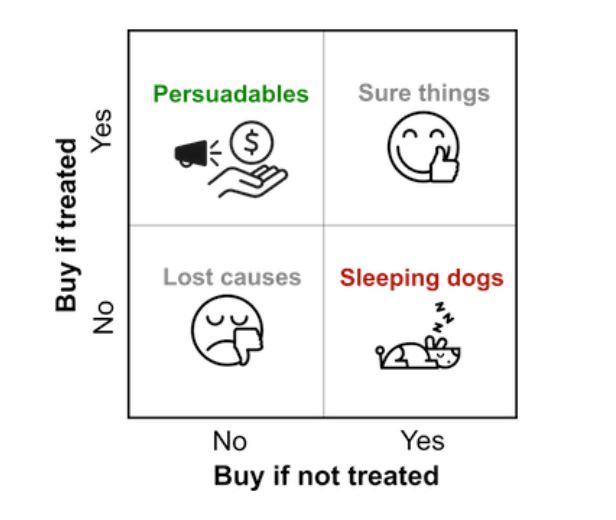 Persuadables
Sure things
$
Buy if treated
Yes
No
Lost causes
Sleeping dogs
z
z
z
No
Yes
Buy if not treated